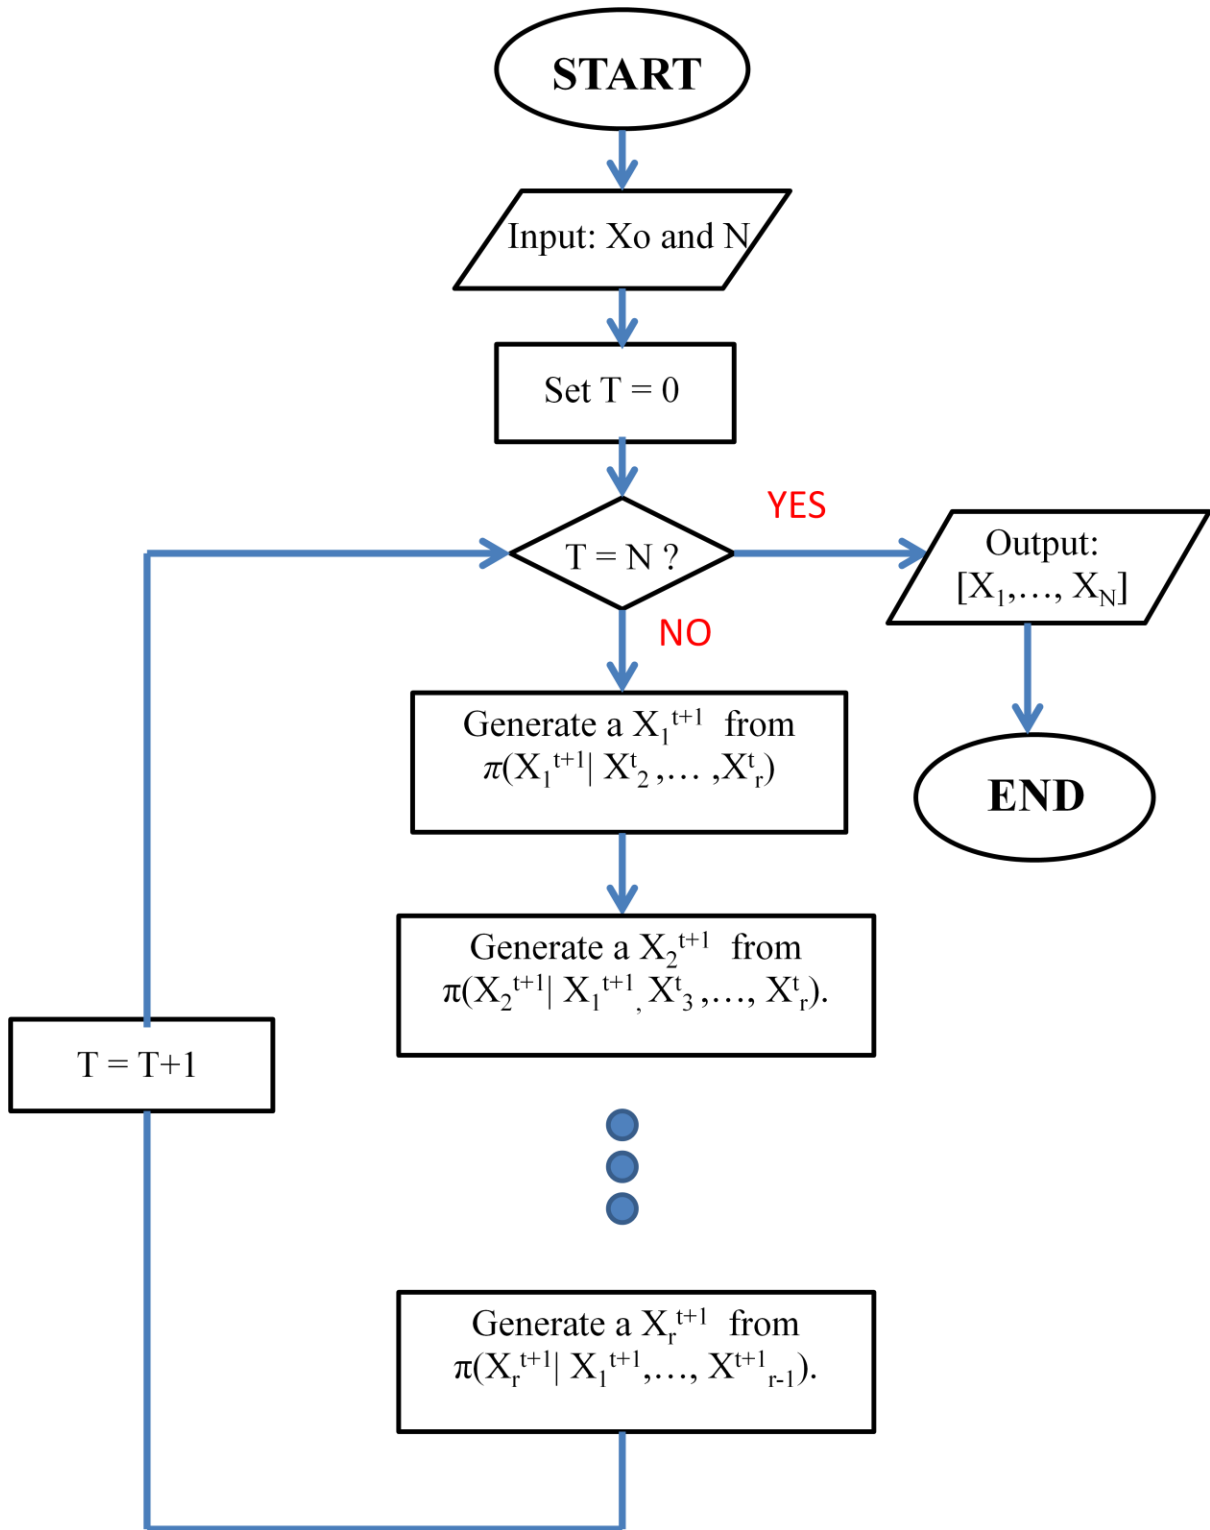 START
Input: Xo and N
Set T = 0
T = N ?
YES
Output:
[X₁,…, X_N]
NO
Generate a X₁ᵗ⁺¹ from
π(X₁ᵗ⁺¹| Xᵗ₂ ,… ,Xᵗᵣ)
END
Generate a X₂ᵗ⁺¹ from
π(X₂ᵗ⁺¹| X₁ᵗ⁺¹, Xᵗ₃ ,…, Xᵗᵣ).
T = T+1
Generate a Xᵣᵗ⁺¹ from
π(Xᵣᵗ⁺¹| X₁ᵗ⁺¹,…, Xᵗ⁺¹ᵣ₋₁).